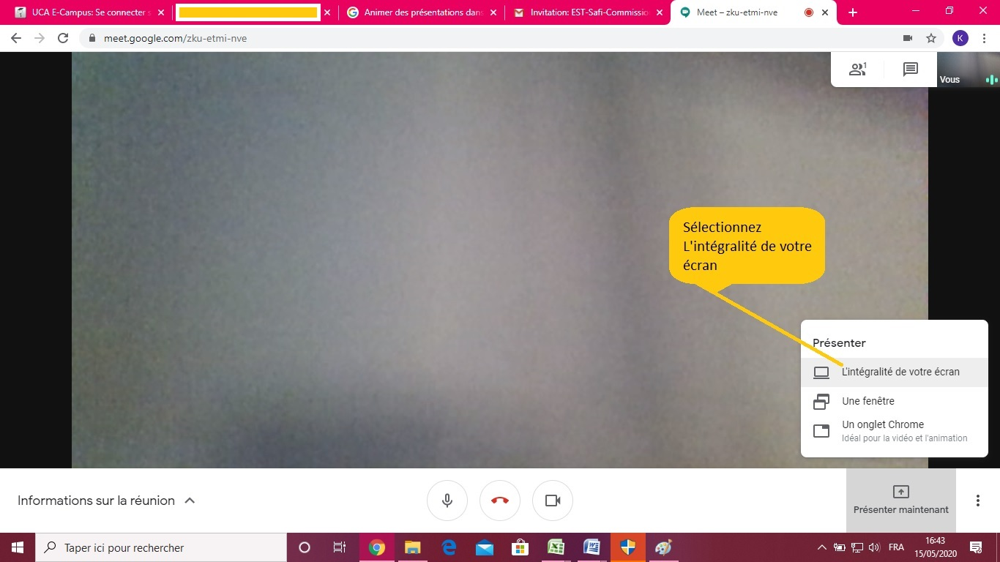 UCA E-Campus: Se connecter s
Animer des présentations dans
Invitation: EST-Safi-Commissio
Meet – zku-etmi-nve
meet.google.com/zku-etmi-nve
K
1
Vous
Sélectionnez
L'intégralité de votre
écran
Présenter
L'intégralité de votre écran
Une fenêtre
Un onglet Chrome
Idéal pour la vidéo et l'animation
Informations sur la réunion
Présenter maintenant
Taper ici pour rechercher
FRA
16:43
15/05/2020